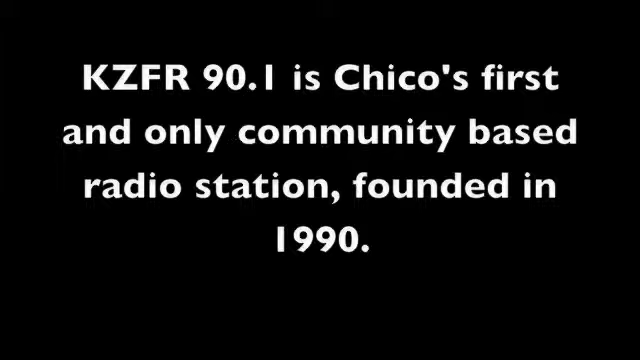 KZFR 90.1 is Chico's first
and only community based
radio station, founded in
1990.